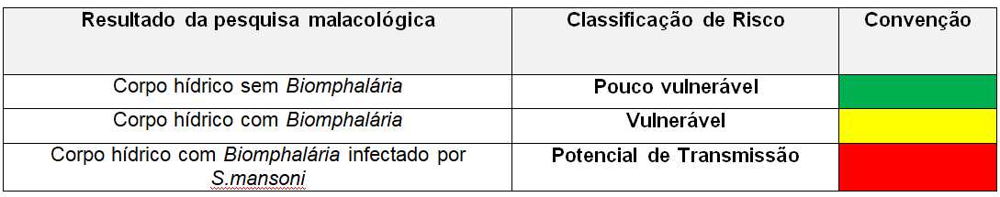 Resultado da pesquisa malacológica Classificação de Risco Convenção
Corpo hídrico sem Biomphalária Pouco vulnerável
Corpo hídrico com Biomphalária Vulnerável
Corpo hídrico com Biomphalária infectado por Potencial de Transmissão
S.mansoni